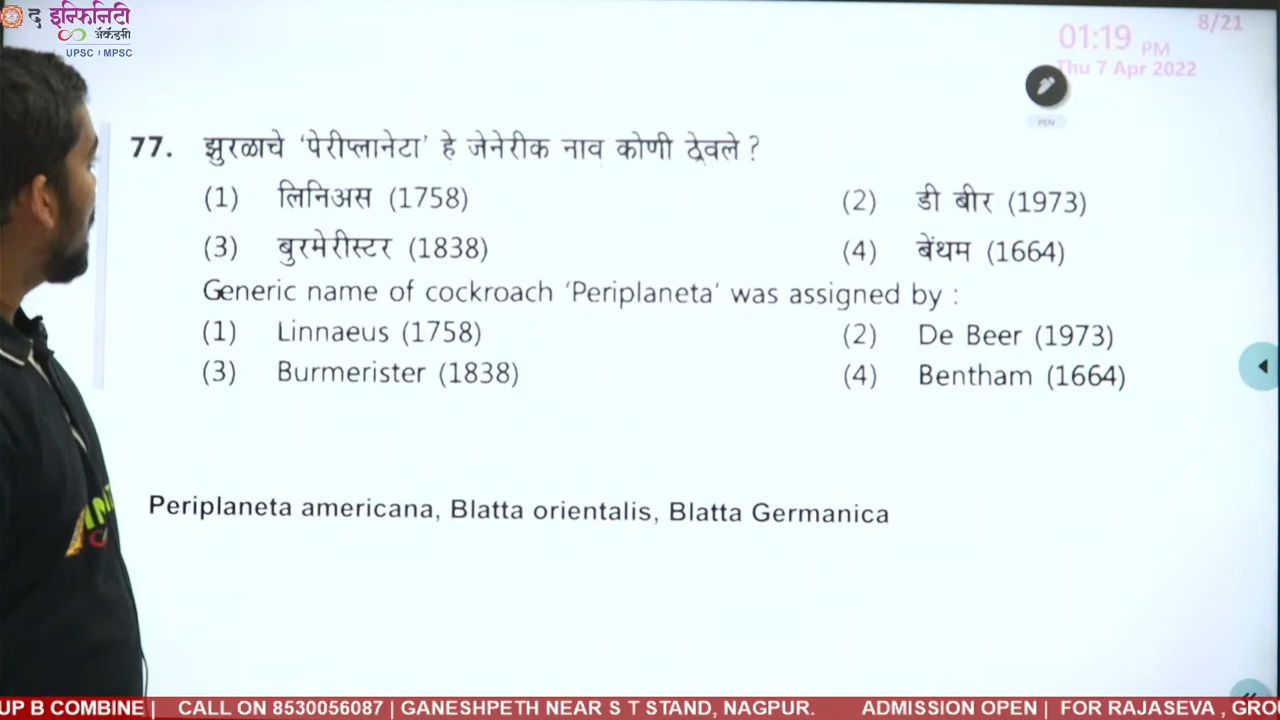 द इन्फिनिटी
ॲकॅडमी
UPSC | MPSC
8/21
01:19 PM
Thu 7 Apr 2022
PEN
77. झुरळाचे ‘पेरीप्लानेटा’ हे जेनेरीक नाव कोणी ठेवले ?
(1) लिनिअस (1758) (2) डी बीर (1973)
(3) बुरमेरीस्टर (1838) (4) बेंथम (1664)
Generic name of cockroach ‘Periplaneta’ was assigned by :
(1) Linnaeus (1758) (2) De Beer (1973)
(3) Burmerister (1838) (4) Bentham (1664)
Periplaneta americana, Blatta orientalis, Blatta Germanica
UP B COMBINE | CALL ON 8530056087 | GANESHPETH NEAR S T STAND, NAGPUR. ADMISSION OPEN | FOR RAJASEVA , GRO